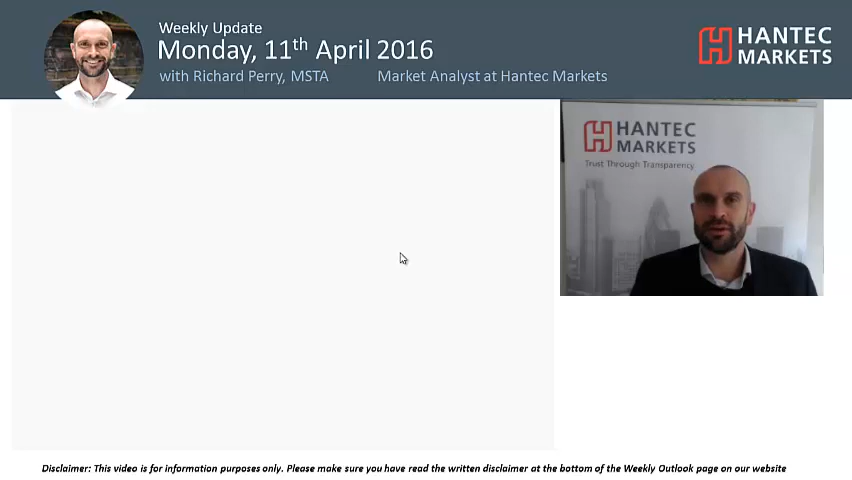 Weekly Update
Monday, 11th April 2016
with Richard Perry, MSTA Market Analyst at Hantec Markets
HANTEC
MARKETS
HANTEC
MARKETS
Trust Through Transparency
Disclaimer: This video is for information purposes only. Please make sure you have read the written disclaimer at the bottom of the Weekly Outlook page on our website